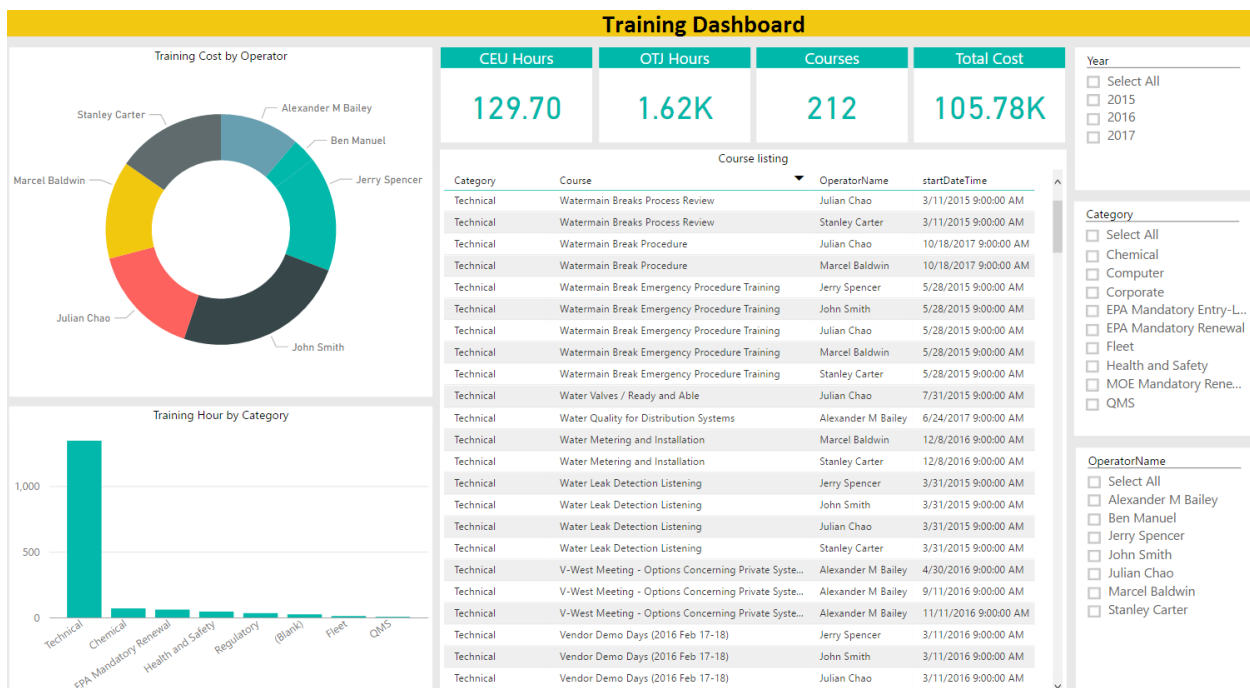 Training Dashboard
Training Cost by Operator
Stanley Carter
Alexander M Bailey
Ben Manuel
Marcel Baldwin
Jerry Spencer
Julian Chao
John Smith
Training Hour by Category
1,000
500
0
Technical
Chemical
EPA Mandatory Renewal
Health and Safety
Regulatory
(Blank)
Fleet
QMS
CEU Hours
129.70
OTJ Hours
1.62K
Courses
212
Total Cost
105.78K
Course listing
Category Course OperatorName startDateTime
Technical Watermain Breaks Process Review Julian Chao 3/11/2015 9:00:00 AM
Technical Watermain Breaks Process Review Stanley Carter 3/11/2015 9:00:00 AM
Technical Watermain Break Procedure Julian Chao 10/18/2017 9:00:00 AM
Technical Watermain Break Procedure Marcel Baldwin 10/18/2017 9:00:00 AM
Technical Watermain Break Emergency Procedure Training Jerry Spencer 5/28/2015 9:00:00 AM
Technical Watermain Break Emergency Procedure Training John Smith 5/28/2015 9:00:00 AM
Technical Watermain Break Emergency Procedure Training Julian Chao 5/28/2015 9:00:00 AM
Technical Watermain Break Emergency Procedure Training Marcel Baldwin 5/28/2015 9:00:00 AM
Technical Watermain Break Emergency Procedure Training Stanley Carter 5/28/2015 9:00:00 AM
Technical Water Valves / Ready and Able Julian Chao 7/31/2015 9:00:00 AM
Technical Water Quality for Distribution Systems Alexander M Bailey 6/24/2017 9:00:00 AM
Technical Water Metering and Installation Marcel Baldwin 12/8/2016 9:00:00 AM
Technical Water Metering and Installation Stanley Carter 12/8/2016 9:00:00 AM
Technical Water Leak Detection Listening Jerry Spencer 3/31/2015 9:00:00 AM
Technical Water Leak Detection Listening John Smith 3/31/2015 9:00:00 AM
Technical Water Leak Detection Listening Julian Chao 3/31/2015 9:00:00 AM
Technical Water Leak Detection Listening Stanley Carter 3/31/2015 9:00:00 AM
Technical V-West Meeting - Options Concerning Private Syste... Alexander M Bailey 4/30/2016 9:00:00 AM
Technical V-West Meeting - Options Concerning Private Syste... Alexander M Bailey 9/11/2016 9:00:00 AM
Technical V-West Meeting - Options Concerning Private Syste... Alexander M Bailey 11/11/2016 9:00:00 AM
Technical Vendor Demo Days (2016 Feb 17-18) Jerry Spencer 3/11/2016 9:00:00 AM
Technical Vendor Demo Days (2016 Feb 17-18) John Smith 3/11/2016 9:00:00 AM
Technical Vendor Demo Days (2016 Feb 17-18) Julian Chao 3/11/2016 9:00:00 AM
Year
Select All
2015
2016
2017
Category
Select All
Chemical
Computer
Corporate
EPA Mandatory Entry-L...
EPA Mandatory Renewal
Fleet
Health and Safety
MOE Mandatory Rene...
QMS
OperatorName
Select All
Alexander M Bailey
Ben Manuel
Jerry Spencer
John Smith
Julian Chao
Marcel Baldwin
Stanley Carter